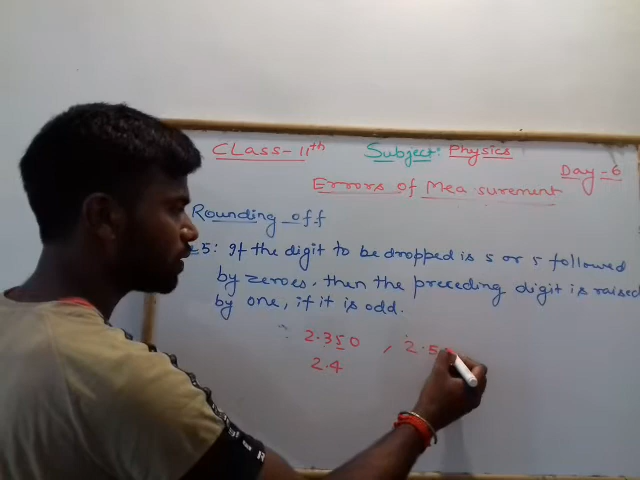 CLass-11th Subject: Physics
Day-6
Errors of Measurement
Rounding off
5: If the digit to be dropped is 5 or 5 followed
by zeroes, then the preceding digit is raised
by one, if it is odd.
2.350 , 2.5
2.4